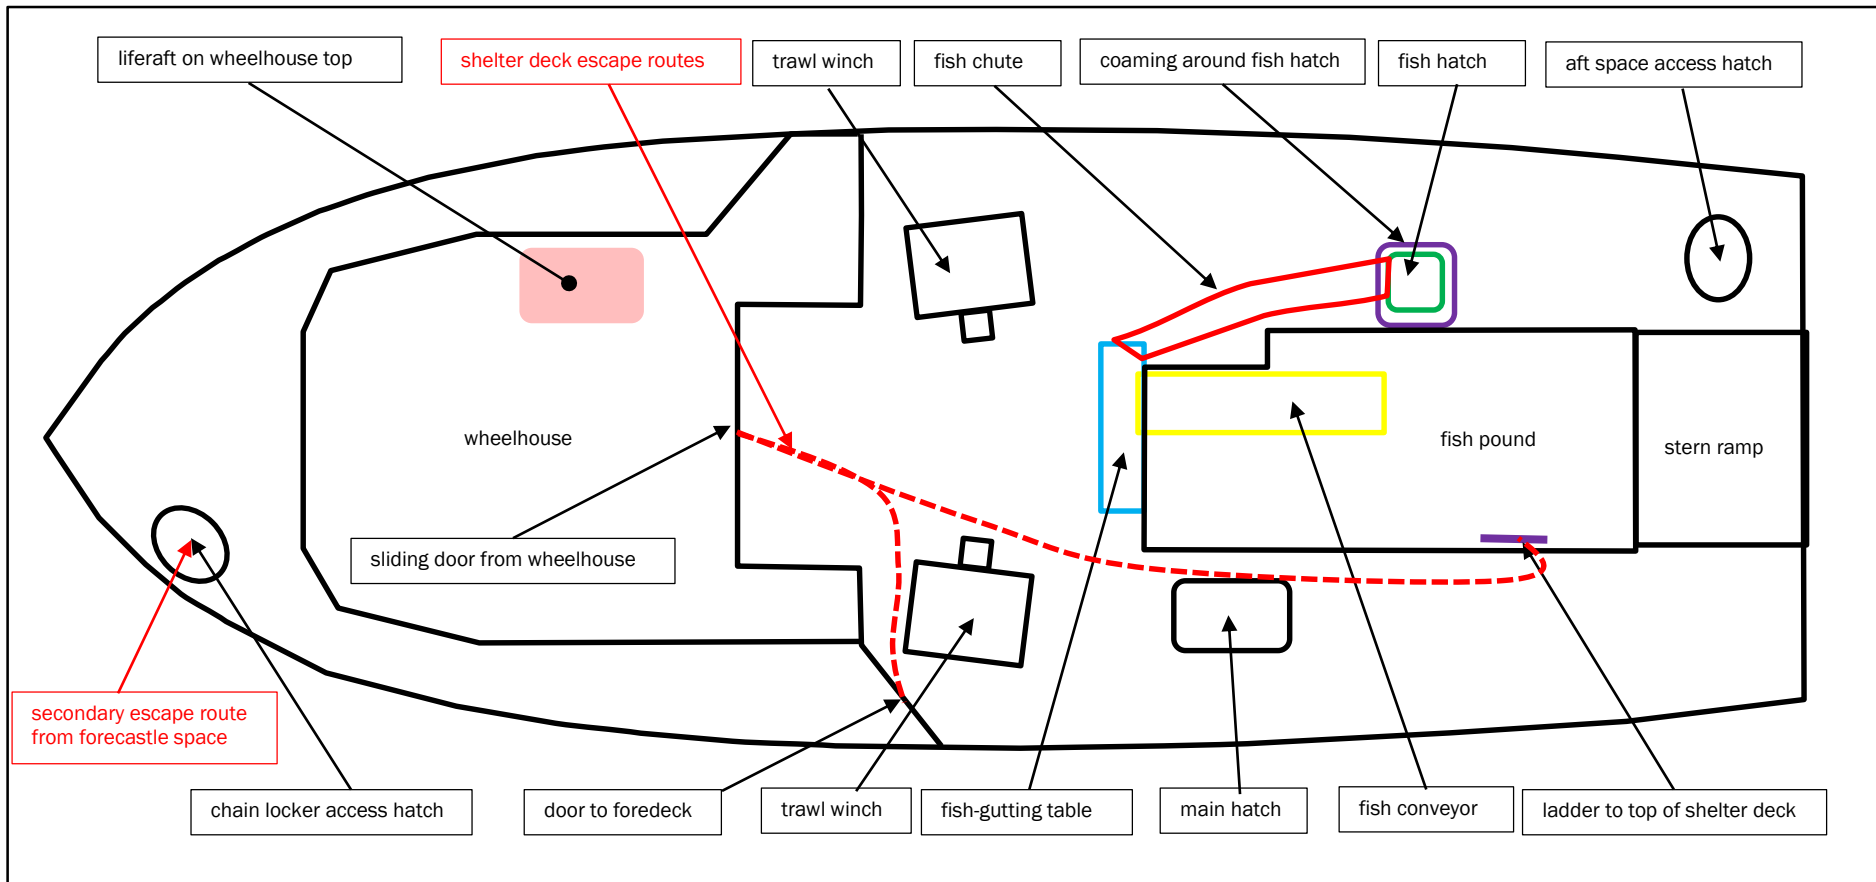 liferaft on wheelhouse top
shelter deck escape routes
trawl winch
fish chute
coaming around fish hatch
fish hatch
aft space access hatch
wheelhouse
fish pound
stern ramp
sliding door from wheelhouse
secondary escape route
from forecastle space
chain locker access hatch
door to foredeck
trawl winch
fish-gutting table
main hatch
fish conveyor
ladder to top of shelter deck